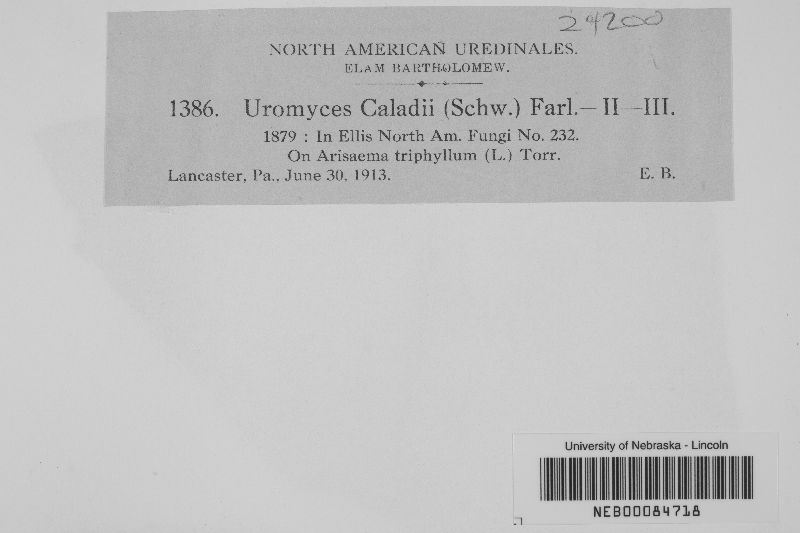 24200
NORTH AMERICAN UREDINALES.
ELAM BARTHOLOMEW.
1386. Uromyces Caladii (Schw.) Farl.—II—III.
1879 : In Ellis North Am. Fungi No. 232.
On Arisaema triphyllum (L.) Torr.
Lancaster, Pa., June 30, 1913. E. B.
University of Nebraska - Lincoln
NEB00084718